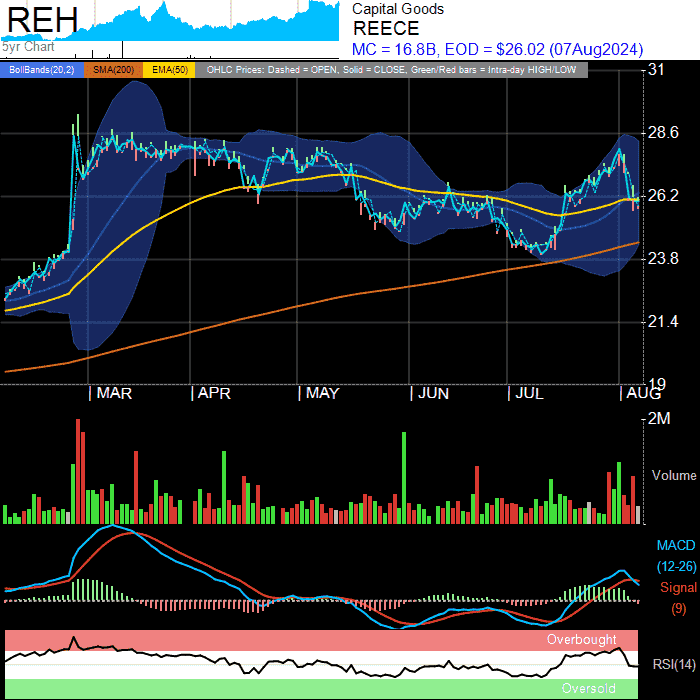 REH
5yr Chart
Capital Goods
REECE
MC = 16.8B, EOD = $26.02 (07Aug2024)
BollBands(20,2) SMA(200) EMA(50) OHLC Prices: Dashed = OPEN, Solid = CLOSE, Green/Red bars = Intra-day HIGH/LOW
31
28.6
26.2
23.8
21.4
19
MAR APR MAY JUN JUL AUG
2M
Volume
MACD
(12-26)
Signal
(9)
Overbought
RSI(14)
Oversold